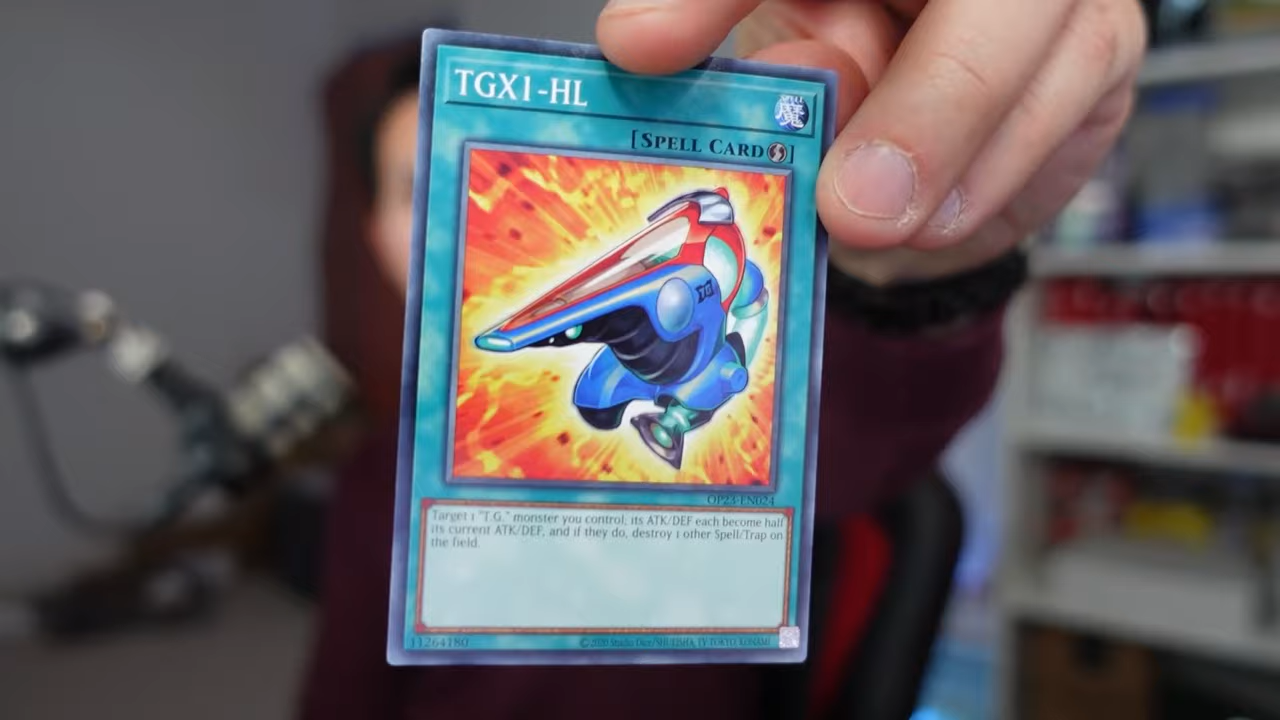 TGX1-HL
魔
[SPELL CARD]
TG
OP23-EN024
Target 1 "T.G." monster you control; its ATK/DEF each become half
its current ATK/DEF, and if they do, destroy 1 other Spell/Trap on
the field.
11264180
©2020 Studio Dice/SHUEISHA, TV TOKYO, KONAMI